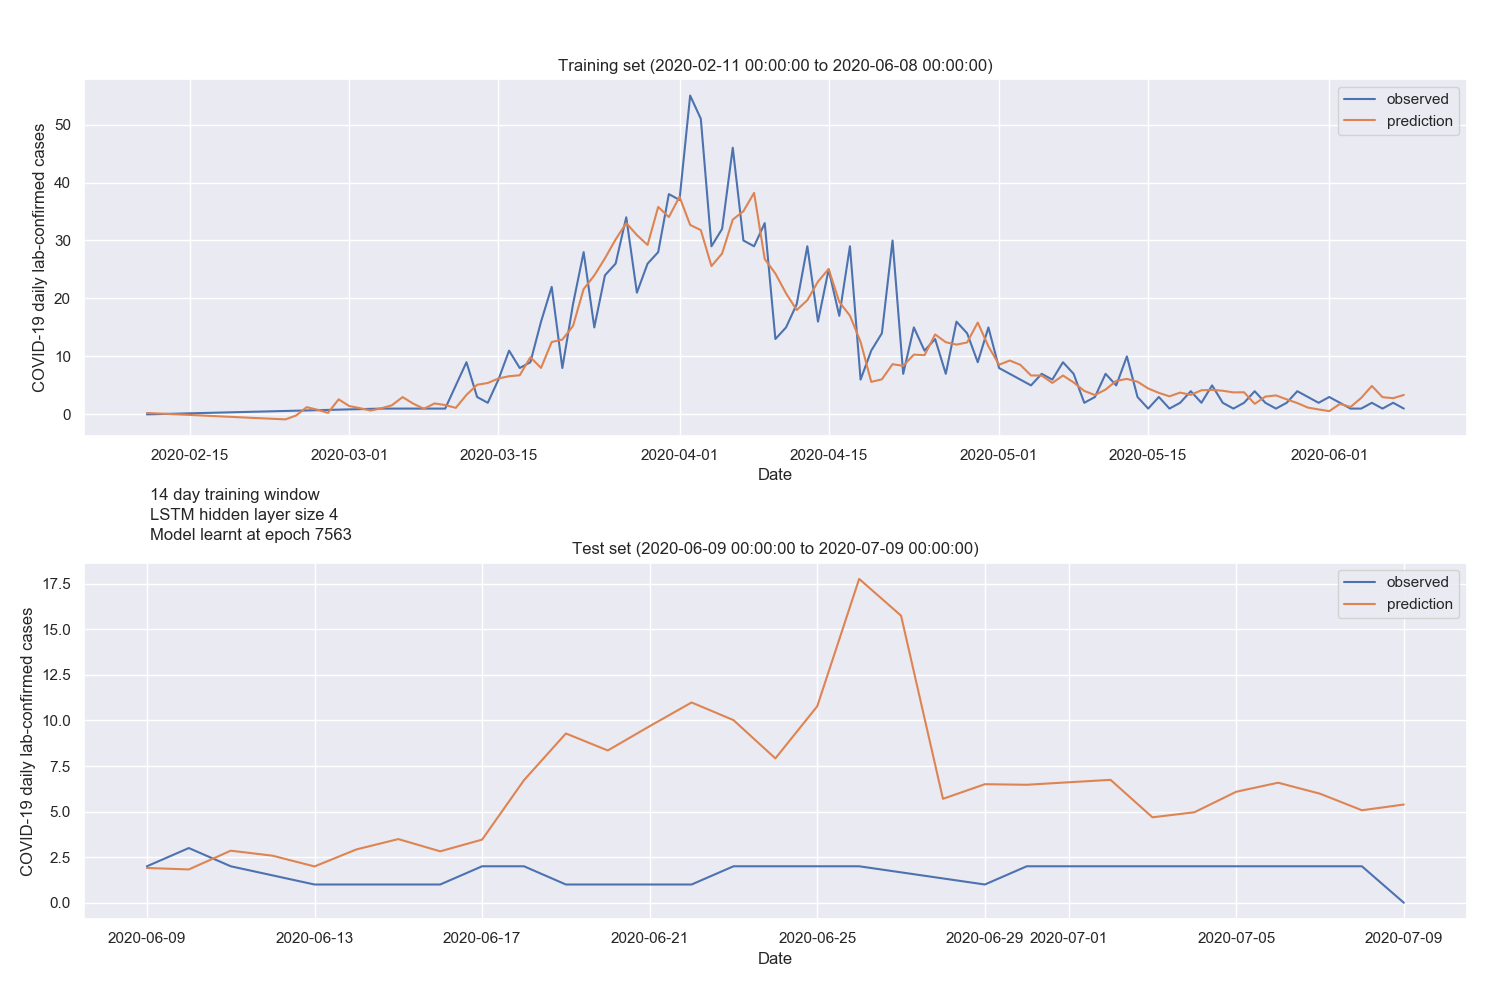 Training set (2020-02-11 00:00:00 to 2020-06-08 00:00:00)
observed
prediction
COVID-19 daily lab-confirmed cases
50
40
30
20
10
0
2020-02-15 2020-03-01 2020-03-15 2020-04-01 2020-04-15 2020-05-01 2020-05-15 2020-06-01
Date
14 day training window
LSTM hidden layer size 4
Model learnt at epoch 7563
Test set (2020-06-09 00:00:00 to 2020-07-09 00:00:00)
observed
prediction
COVID-19 daily lab-confirmed cases
17.5
15.0
12.5
10.0
7.5
5.0
2.5
0.0
2020-06-09 2020-06-13 2020-06-17 2020-06-21 2020-06-25 2020-06-29 2020-07-01 2020-07-05 2020-07-09
Date